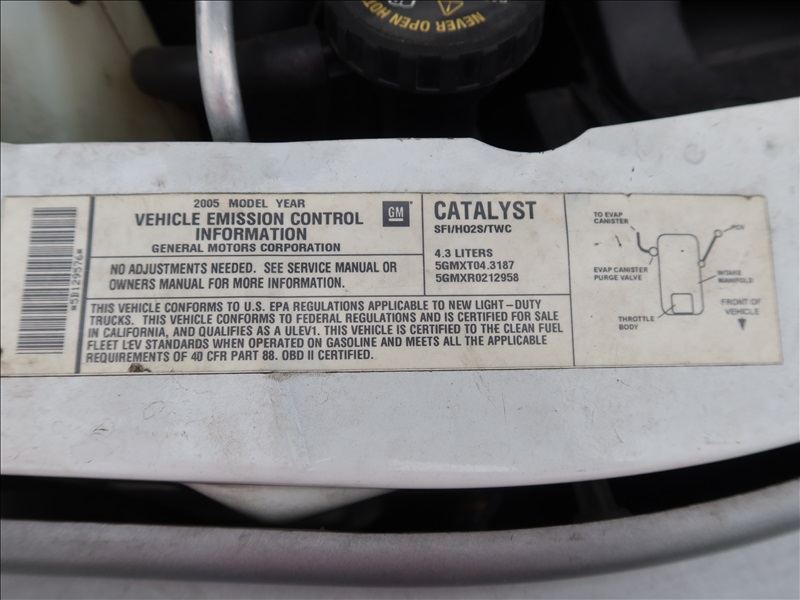 NEVER OPEN HOT
*5B129576*
2005 MODEL YEAR
VEHICLE EMISSION CONTROL
INFORMATION
GENERAL MOTORS CORPORATION
GM
NO ADJUSTMENTS NEEDED. SEE SERVICE MANUAL OR
OWNERS MANUAL FOR MORE INFORMATION.
CATALYST
SFI/HO2S/TWC
4.3 LITERS
5GMXT04.3187
5GMXR0212958
THIS VEHICLE CONFORMS TO U.S. EPA REGULATIONS APPLICABLE TO NEW LIGHT-DUTY
TRUCKS. THIS VEHICLE CONFORMS TO FEDERAL REGULATIONS AND IS CERTIFIED FOR SALE
IN CALIFORNIA, AND QUALIFIES AS A ULEV1. THIS VEHICLE IS CERTIFIED TO THE CLEAN FUEL
FLEET LEV STANDARDS WHEN OPERATED ON GASOLINE AND MEETS ALL THE APPLICABLE
REQUIREMENTS OF 40 CFR PART 88. OBD II CERTIFIED.
TO EVAP
CANISTER
PCV
EVAP CANISTER
PURGE VALVE
INTAKE
MANIFOLD
THROTTLE
BODY
FRONT OF
VEHICLE